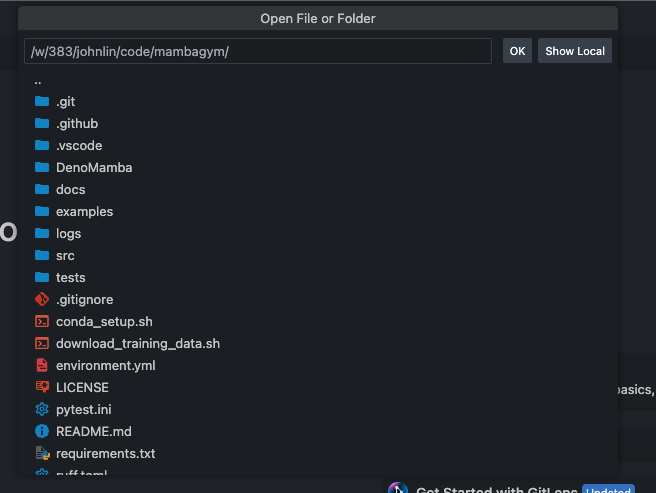 Open File or Folder
/w/383/johnlin/code/mambagym/
OK
Show Local
..
.git
.github
.vscode
DenoMamba
docs
examples
logs
src
tests
.gitignore
conda_setup.sh
download_training_data.sh
environment.yml
LICENSE
pytest.ini
README.md
requirements.txt
ruff.toml
o
basics,
Get Started with GitLens
Updated